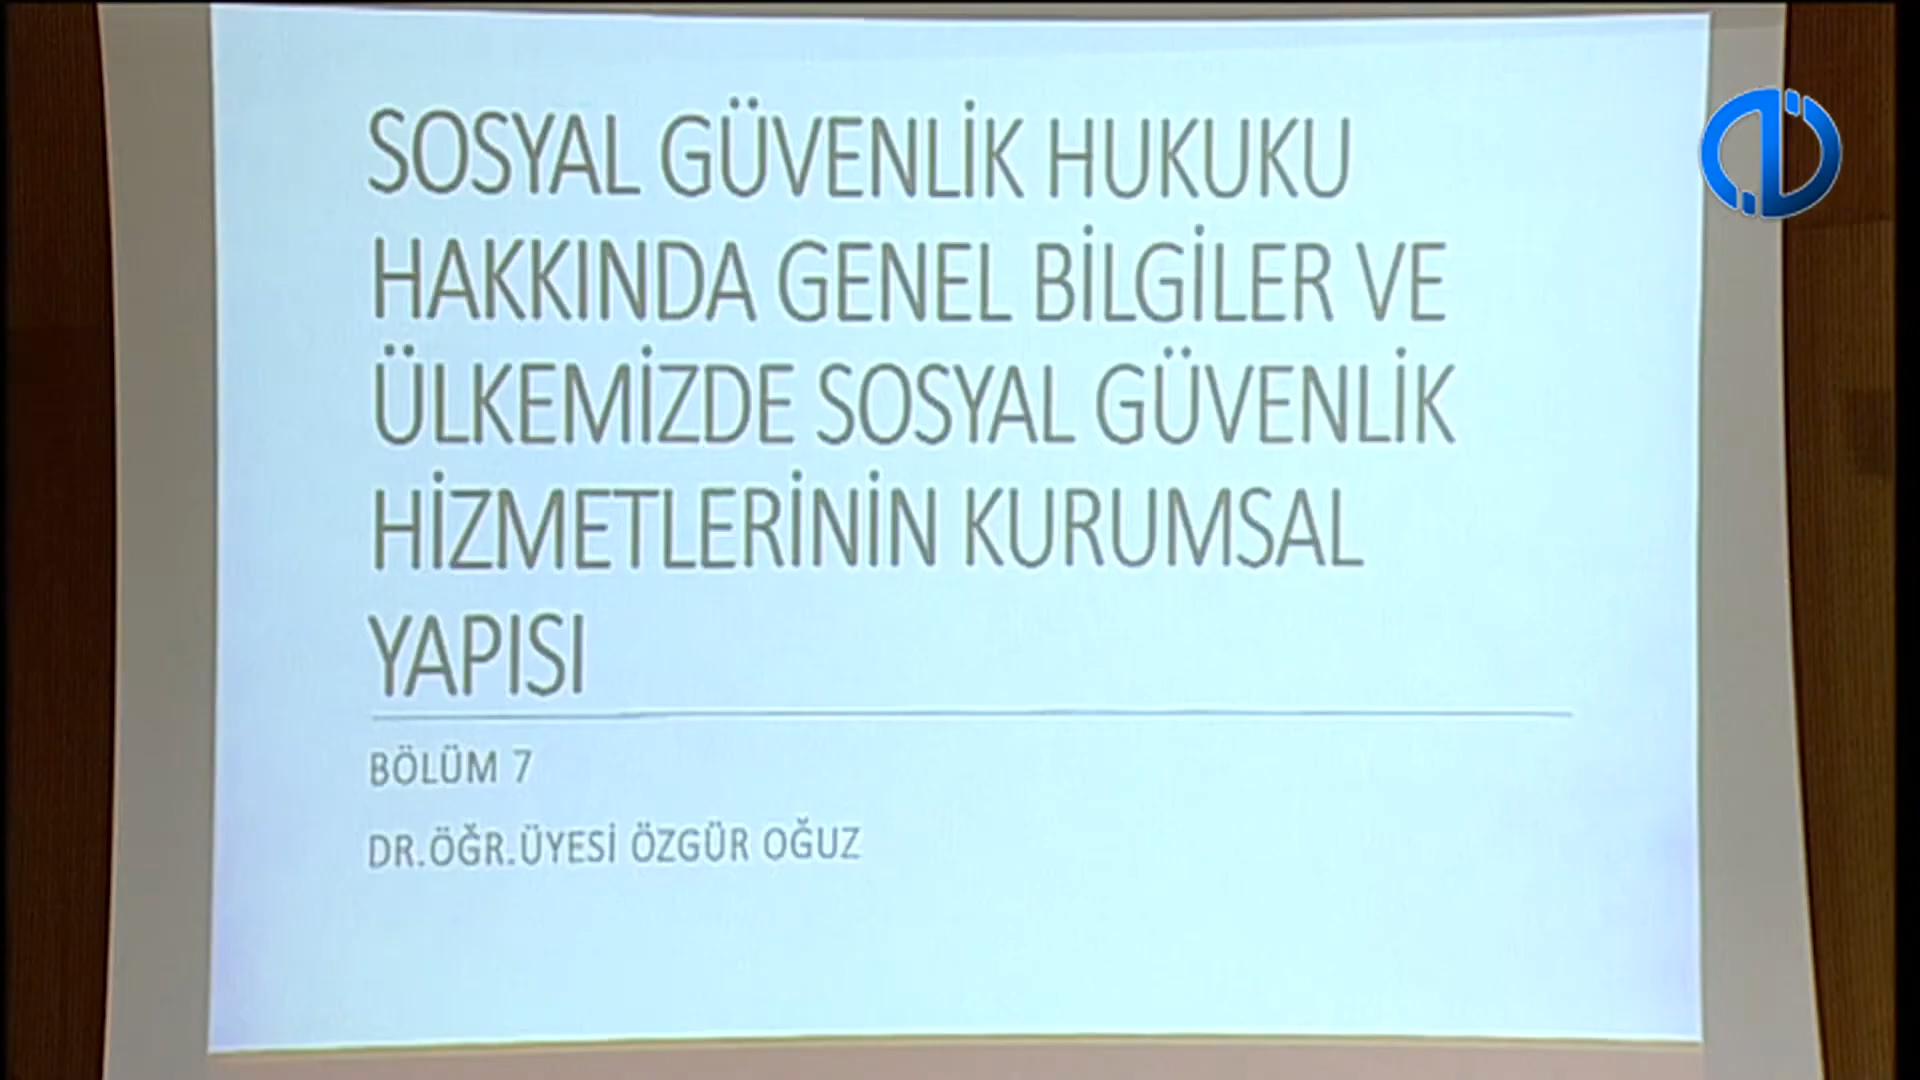 SOSYAL GÜVENLİK HUKUKU
HAKKINDA GENEL BİLGİLER VE
ÜLKEMİZDE SOSYAL GÜVENLİK
HİZMETLERİNİN KURUMSAL
YAPISI
BÖLÜM 7
DR.ÖĞR.ÜYESİ ÖZGÜR OĞUZ